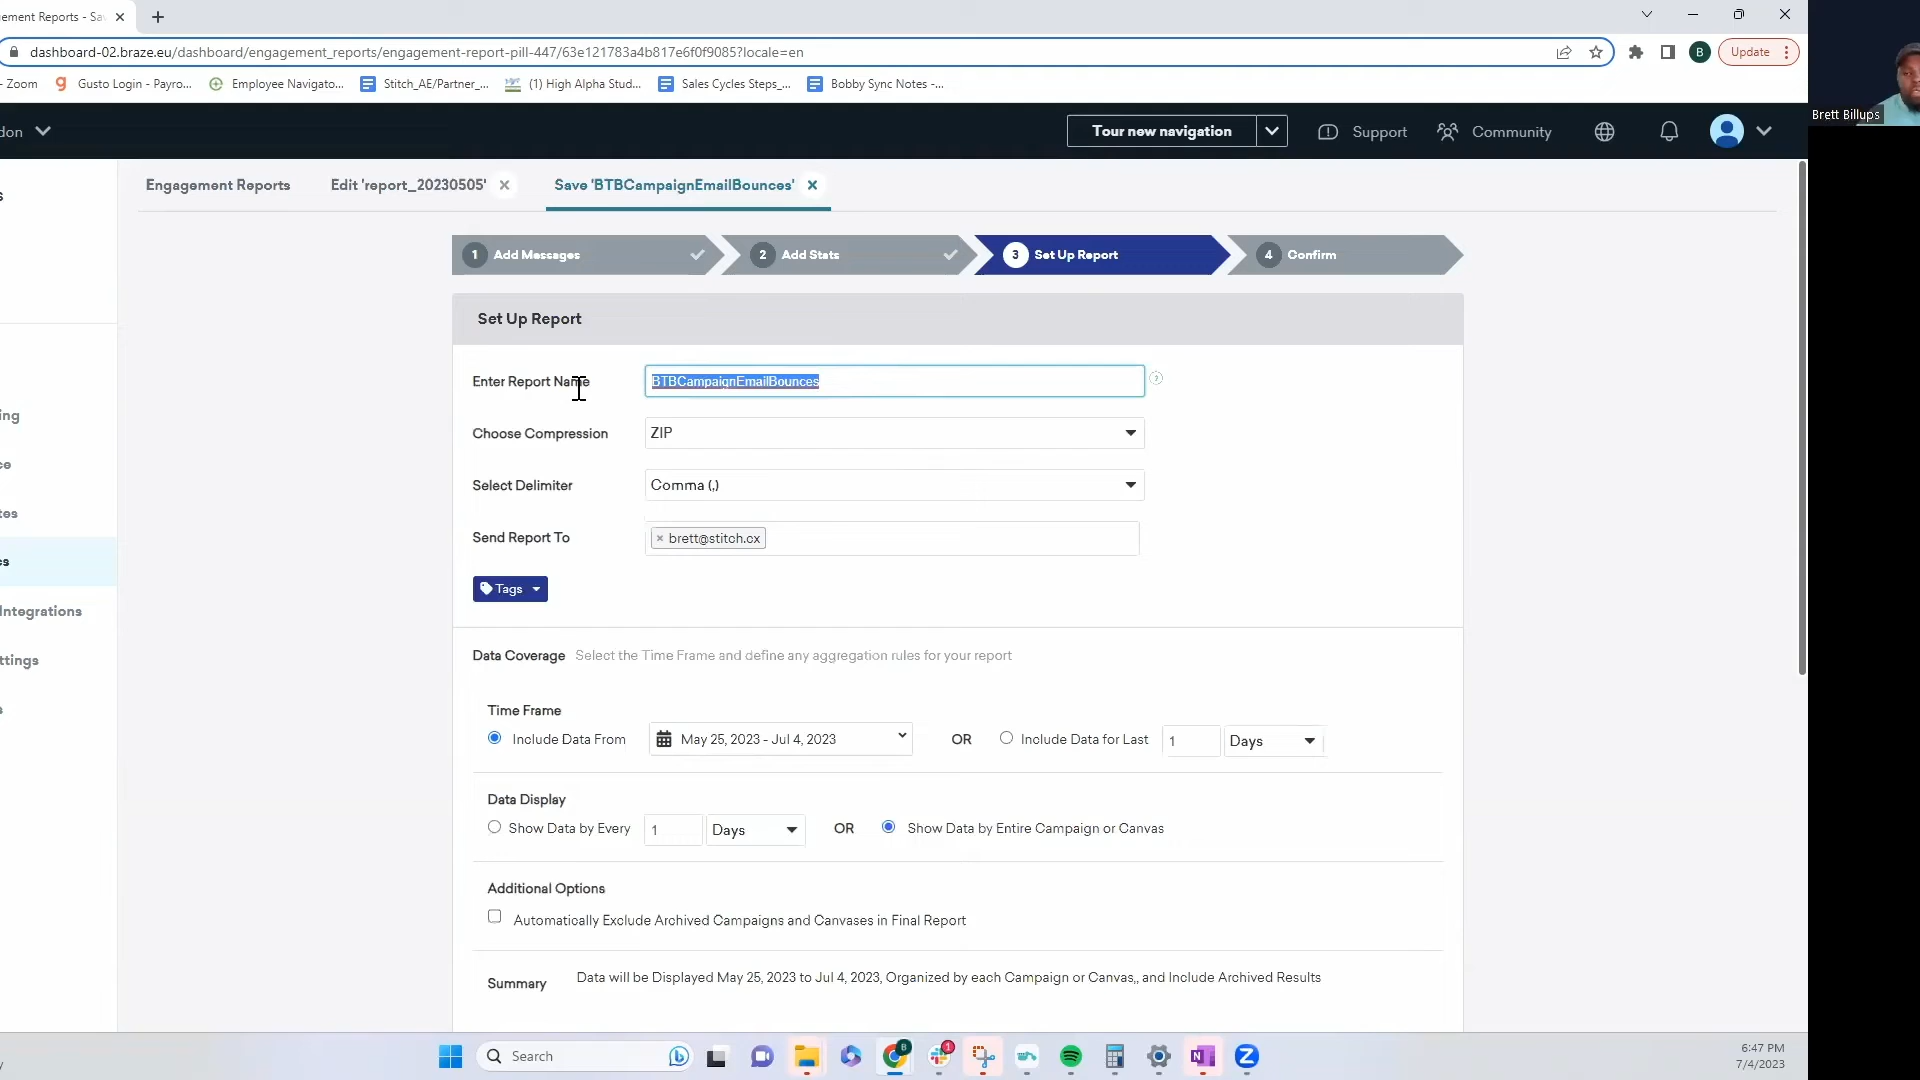 ement Reports - Sa
dashboard-02.braze.eu/dashboard/engagement_reports/engagement-report-pill-447/63e121783a4b817e6f0f9085?locale=en
B
Update
- Zoom
Gusto Login - Payro...
Employee Navigato...
Stitch_AE/Partner_...
(1) High Alpha Stud...
Sales Cycles Steps_...
Bobby Sync Notes -...
Brett Billups
don
Tour new navigation
Support
Community
Engagement Reports
Edit 'report_20230505'
Save 'BTBCampaignEmailBounces'
s
1 Add Messages
2 Add Stats
3 Set Up Report
4 Confirm
Set Up Report
Enter Report Name
BTBCampaignEmailBounces
?
Choose Compression
ZIP
ing
ce
Select Delimiter
Comma (,)
tes
Send Report To
× brett@stitch.cx
s
Tags
Integrations
Data Coverage Select the Time Frame and define any aggregation rules for your report
ttings
s
Time Frame
Include Data From
May 25, 2023 - Jul 4, 2023
OR
Include Data for Last
1
Days
Data Display
Show Data by Every
1
Days
OR
Show Data by Entire Campaign or Canvas
Additional Options
Automatically Exclude Archived Campaigns and Canvases in Final Report
Summary
Data will be Displayed May 25, 2023 to Jul 4, 2023, Organized by each Campaign or Canvas,, and Include Archived Results
Search
6:47 PM
7/4/2023